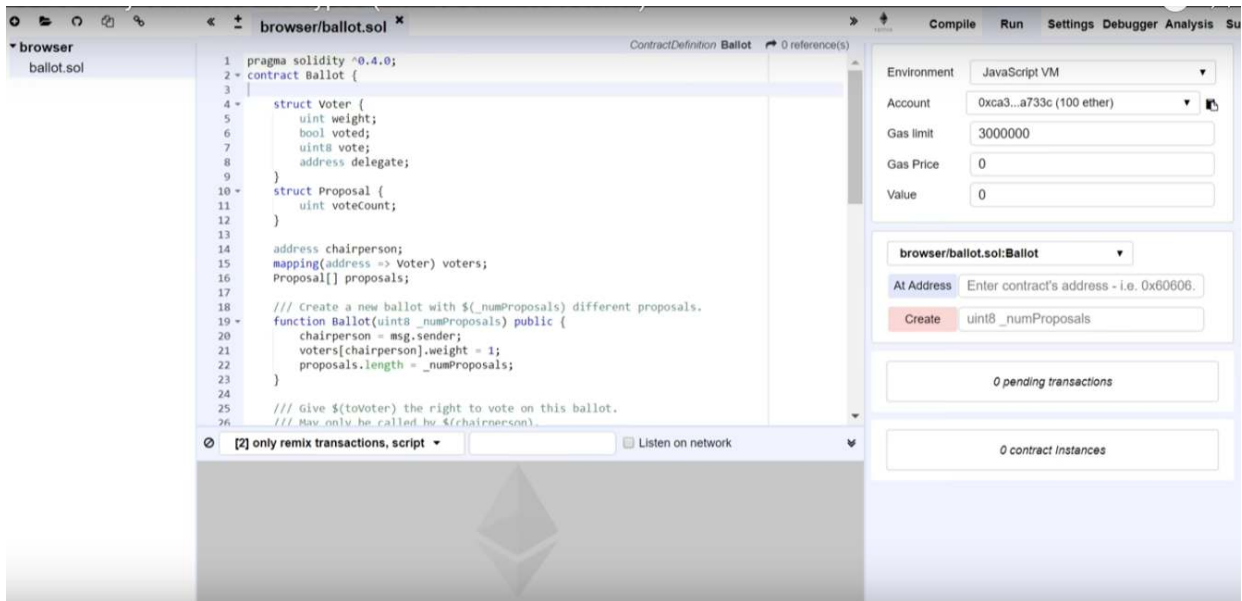 browser/ballot.sol ×
Compile Run Settings Debugger Analysis Su
browser
ballot.sol
ContractDefinition Ballot 0 reference(s)
1 pragma solidity ^0.4.0;
2 contract Ballot {
3
4 struct Voter {
5 uint weight;
6 bool voted;
7 uint8 vote;
8 address delegate;
9 }
10 struct Proposal {
11 uint voteCount;
12 }
13
14 address chairperson;
15 mapping(address => Voter) voters;
16 Proposal[] proposals;
17
18 /// Create a new ballot with $(_numProposals) different proposals.
19 function Ballot(uint8 _numProposals) public {
20 chairperson = msg.sender;
21 voters[chairperson].weight = 1;
22 proposals.length = _numProposals;
23 }
24
25 /// Give $(toVoter) the right to vote on this ballot.
26 /// May only be called by $(chairperson).
[2] only remix transactions, script
Listen on network
Environment JavaScript VM
Account 0xca3...a733c (100 ether)
Gas limit 3000000
Gas Price 0
Value 0
browser/ballot.sol:Ballot
At Address Enter contract's address - i.e. 0x60606.
Create uint8 _numProposals
0 pending transactions
0 contract Instances